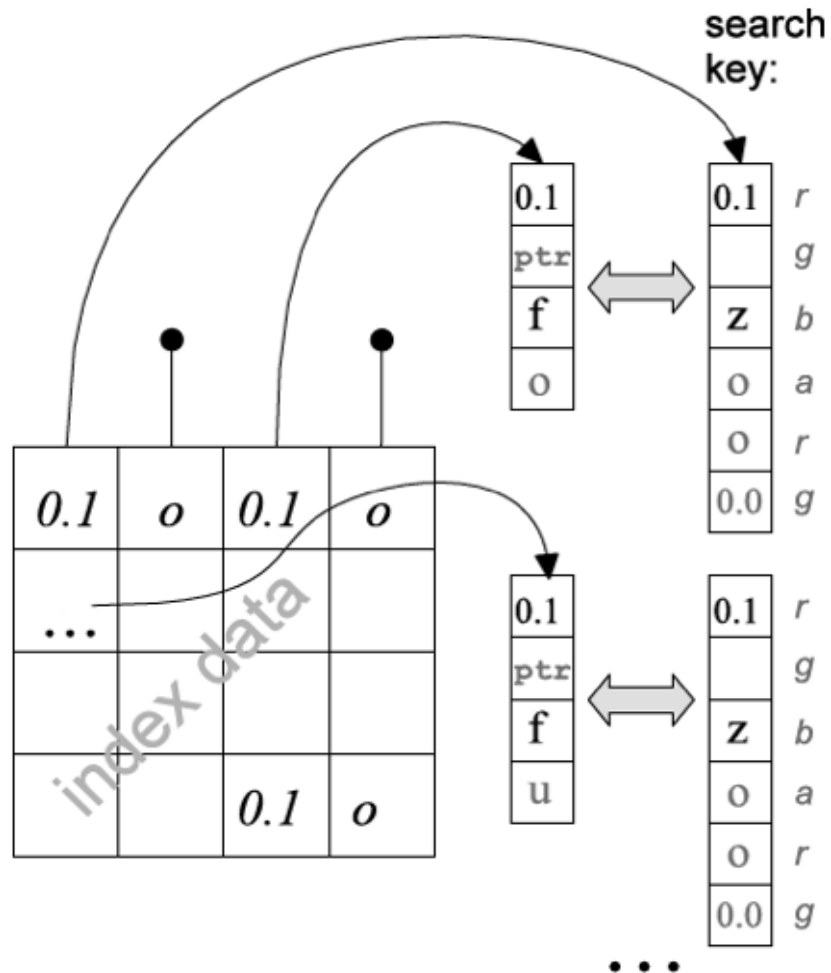 search
key:
0.1 0.1 r
ptr g
f z b
o o a
o r
0.0 g
0.1 o 0.1 o
...
index data
0.1 o
0.1 0.1 r
ptr g
f z b
u o a
o r
0.0 g
...